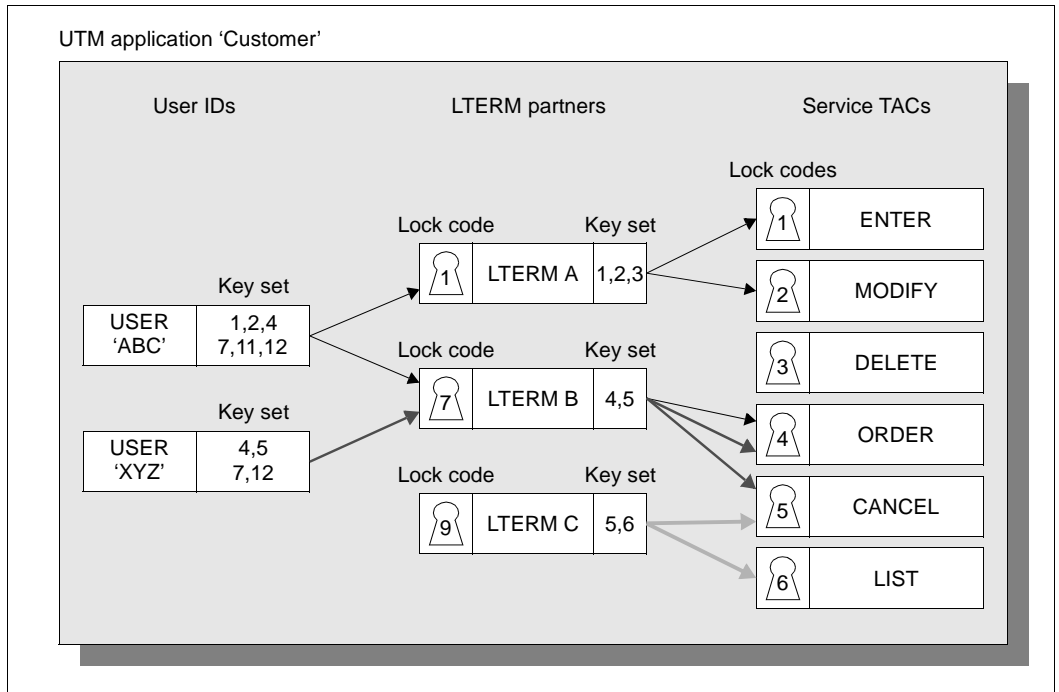 UTM application ‘Customer’
User IDs
LTERM partners
Service TACs
Lock codes
1
ENTER
Lock code
Key set
1
LTERM A
1,2,3
2
MODIFY
Key set
USER
‘ABC’
1,2,4
7,11,12
3
DELETE
Lock code
Key set
7
LTERM B
4,5
4
ORDER
Key set
USER
‘XYZ’
4,5
7,12
5
CANCEL
Lock code
Key set
9
LTERM C
5,6
6
LIST